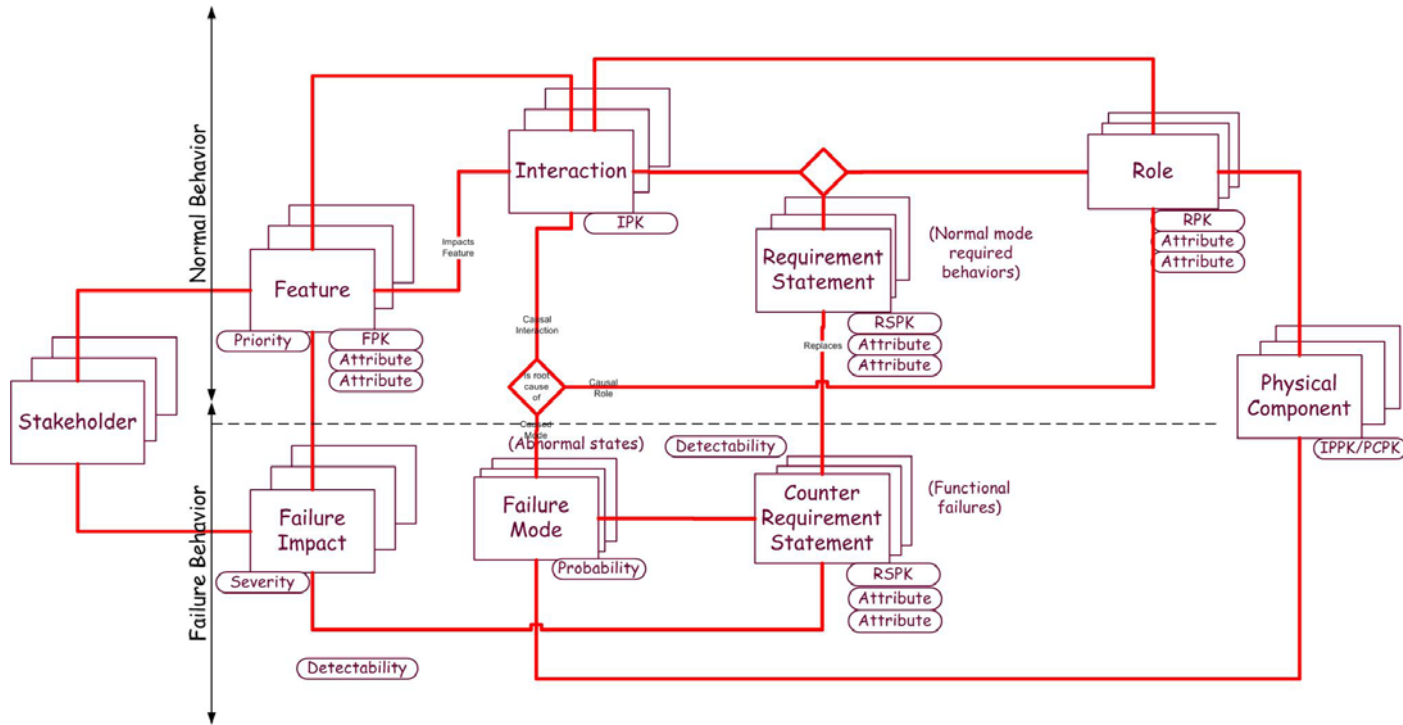 Normal Behavior
Failure Behavior
Interaction
IPK
Role
RPK
Attribute
Attribute
Impacts
Feature
Requirement
Statement
(Normal mode
required
behaviors)
RSPK
Attribute
Attribute
Feature
Priority
FPK
Attribute
Attribute
Causal
Interaction
Replaces
is root
cause
of
Causal
Role
Physical
Component
IPPK/PCPK
Stakeholder
Caused
Mode
(Abnormal states)
Detectability
Failure
Impact
Severity
Failure
Mode
Probability
Counter
Requirement
Statement
(Functional
failures)
RSPK
Attribute
Attribute
Detectability